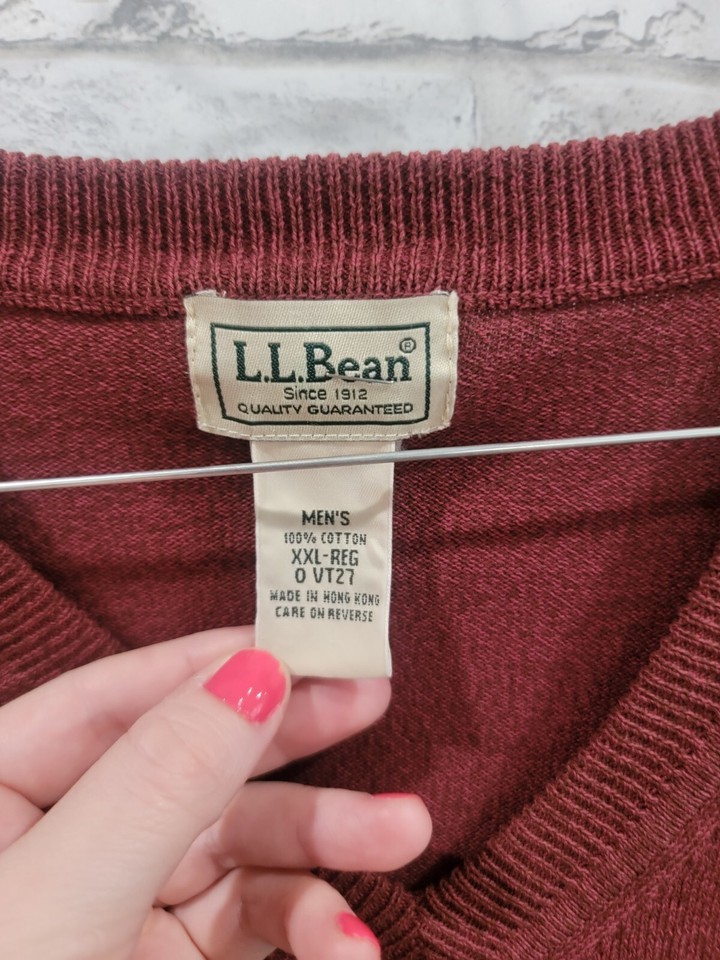 L.L.Bean®
Since 1912
QUALITY GUARANTEED
MEN'S
100% COTTON
XXL-REG
0 VT27
MADE IN HONG KONG
CARE ON REVERSE